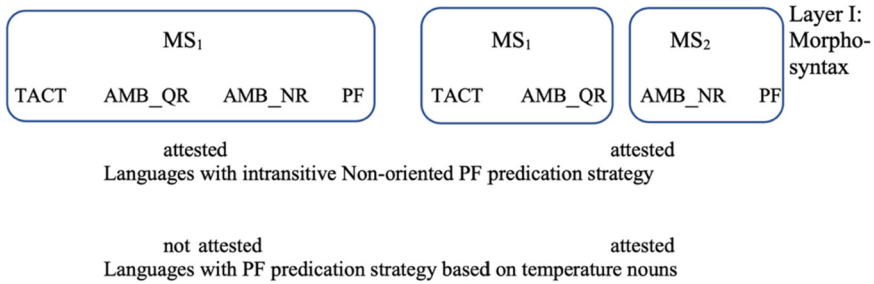 MS₁ MS₁ MS₂ Layer I:
Morpho-
syntax
TACT AMB_QR AMB_NR PF TACT AMB_QR AMB_NR PF
attested attested
Languages with intransitive Non-oriented PF predication strategy
not attested attested
Languages with PF predication strategy based on temperature nouns